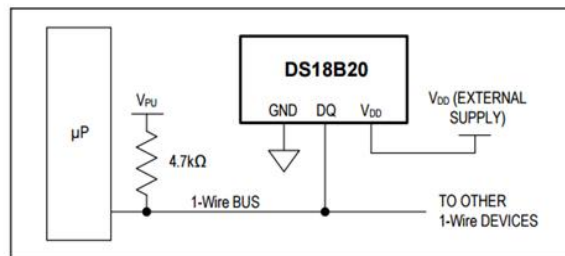 DS18B20
GND DQ VDD
VPU
VDD (EXTERNAL
SUPPLY)
µP
4.7kΩ
1-Wire BUS
TO OTHER
1-Wire DEVICES